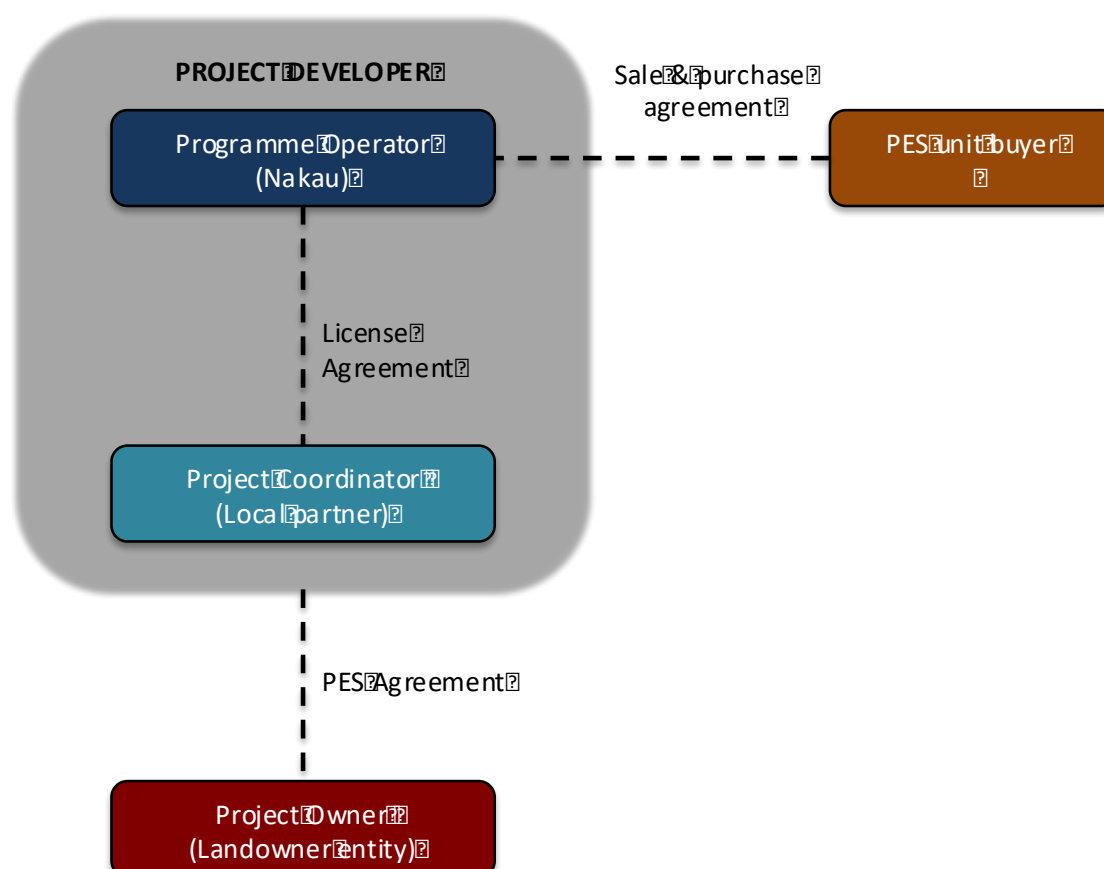 PROJECT DEVELOPER
Sale & purchase
agreement
Programme Operator
(Nakau)
PES unit buyer
License
Agreement
Project Coordinator
(Local partner)
PES Agreement
Project Owner
(Landowner entity)